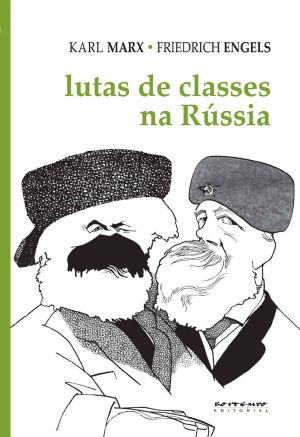 KARL MARX • FRIEDRICH ENGELS
lutas de classes
na Rússia
BOITEMPO
EDITORIAL